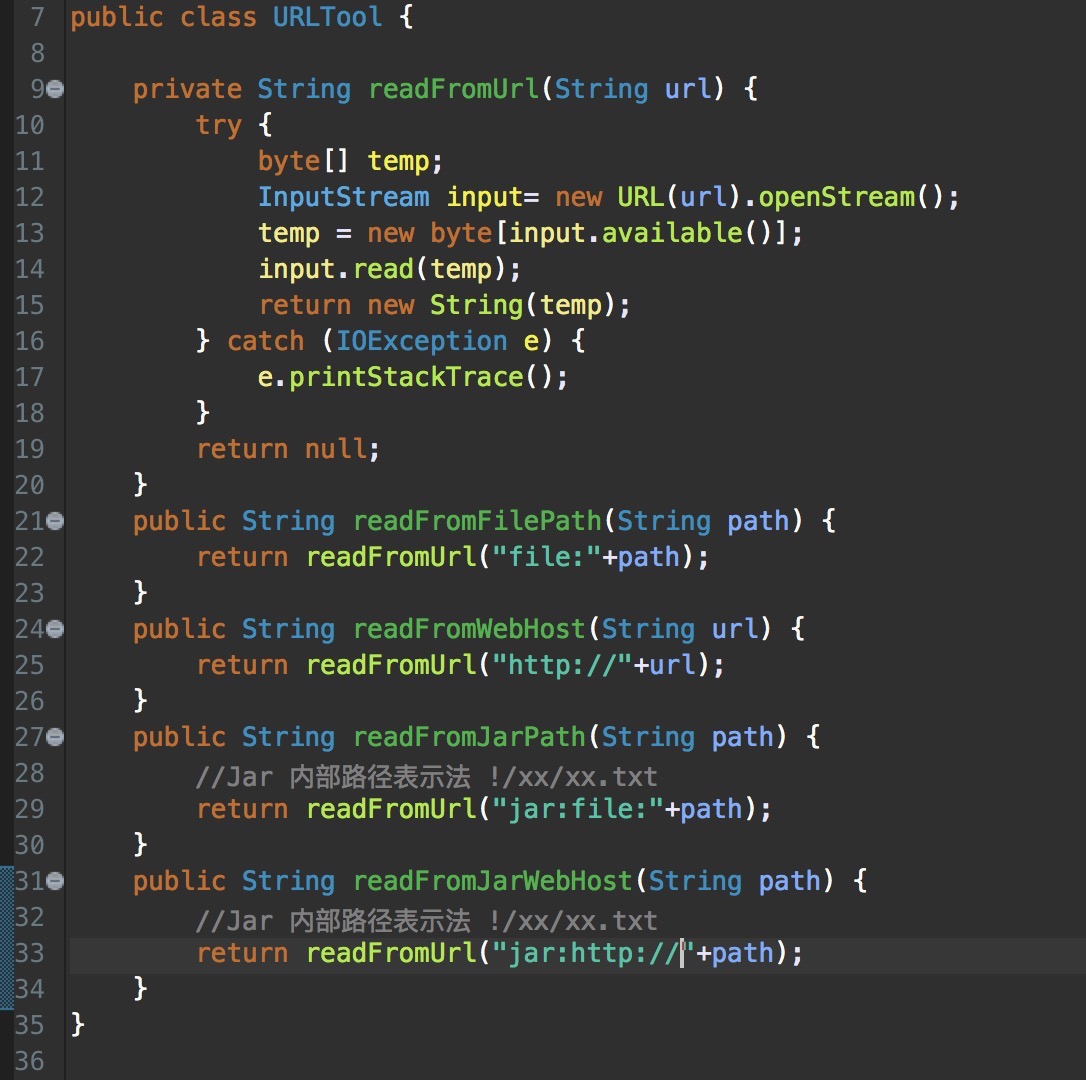 7 public class URLTool {
8
9 private String readFromUrl(String url) {
10 try {
11 byte[] temp;
12 InputStream input= new URL(url).openStream();
13 temp = new byte[input.available()];
14 input.read(temp);
15 return new String(temp);
16 } catch (IOException e) {
17 e.printStackTrace();
18 }
19 return null;
20 }
21 public String readFromFilePath(String path) {
22 return readFromUrl("file:"+path);
23 }
24 public String readFromWebHost(String url) {
25 return readFromUrl("http://"+url);
26 }
27 public String readFromJarPath(String path) {
28 //Jar 内部路径表示法 !/xx/xx.txt
29 return readFromUrl("jar:file:"+path);
30 }
31 public String readFromJarWebHost(String path) {
32 //Jar 内部路径表示法 !/xx/xx.txt
33 return readFromUrl("jar:http://"+path);
34 }
35 }
36